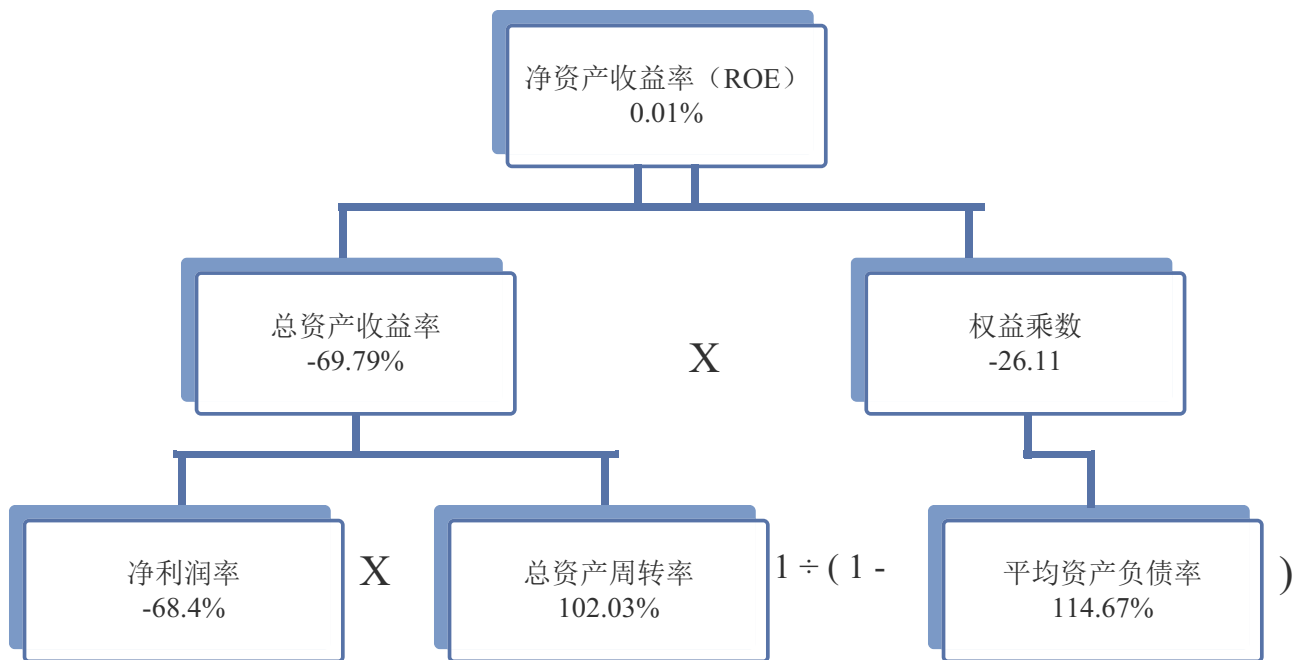 净资产收益率（ROE）
0.01%
总资产收益率
-69.79%
X
权益乘数
-26.11
净利润率
-68.4%
X
总资产周转率
102.03%
1 ÷ ( 1 -
平均资产负债率
114.67%
)